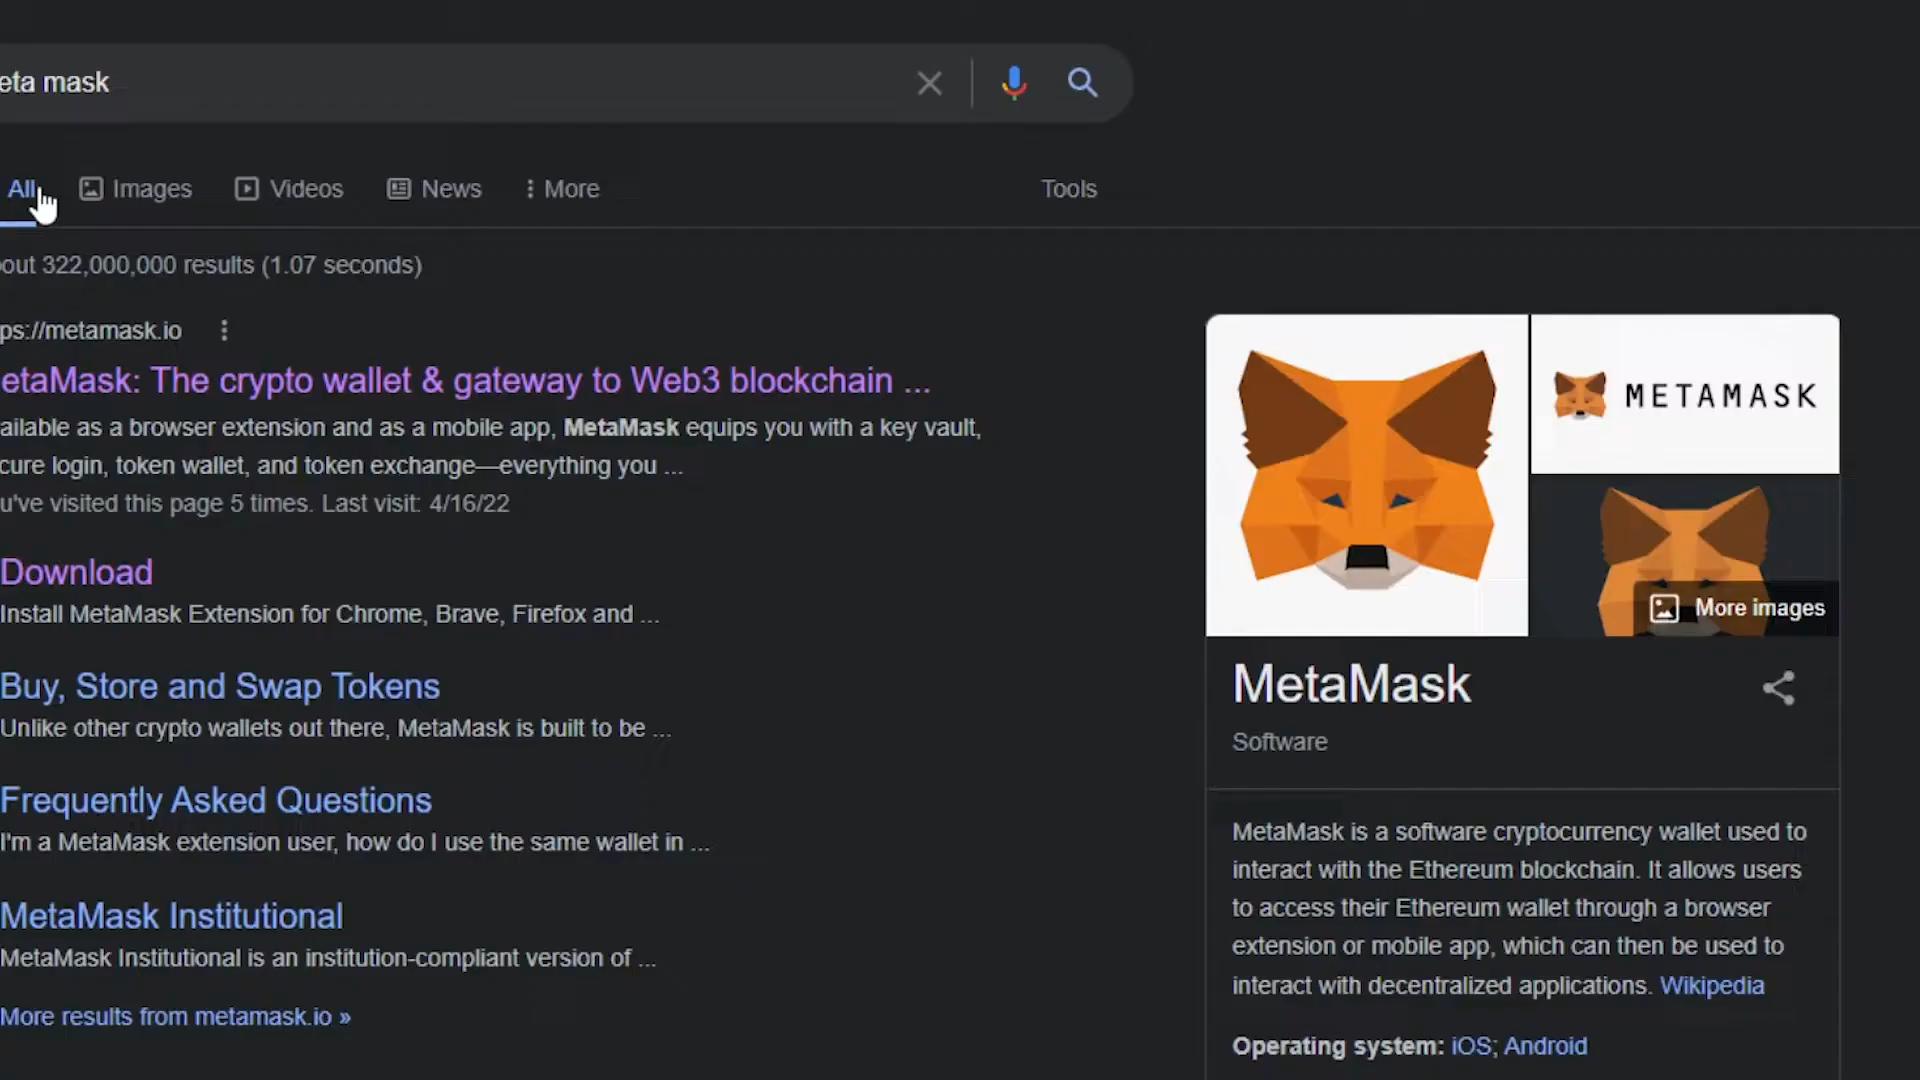 eta mask
All
Images
Videos
News
More
Tools
out 322,000,000 results (1.07 seconds)
ps://metamask.io
etaMask: The crypto wallet & gateway to Web3 blockchain ...
ailable as a browser extension and as a mobile app, MetaMask equips you with a key vault,
cure login, token wallet, and token exchange—everything you ...
u've visited this page 5 times. Last visit: 4/16/22
Download
Install MetaMask Extension for Chrome, Brave, Firefox and ...
Buy, Store and Swap Tokens
Unlike other crypto wallets out there, MetaMask is built to be ...
Frequently Asked Questions
I'm a MetaMask extension user, how do I use the same wallet in ...
MetaMask Institutional
MetaMask Institutional is an institution-compliant version of ...
More results from metamask.io »
METAMASK
More images
MetaMask
Software
MetaMask is a software cryptocurrency wallet used to
interact with the Ethereum blockchain. It allows users
to access their Ethereum wallet through a browser
extension or mobile app, which can then be used to
interact with decentralized applications. Wikipedia
Operating system: iOS; Android